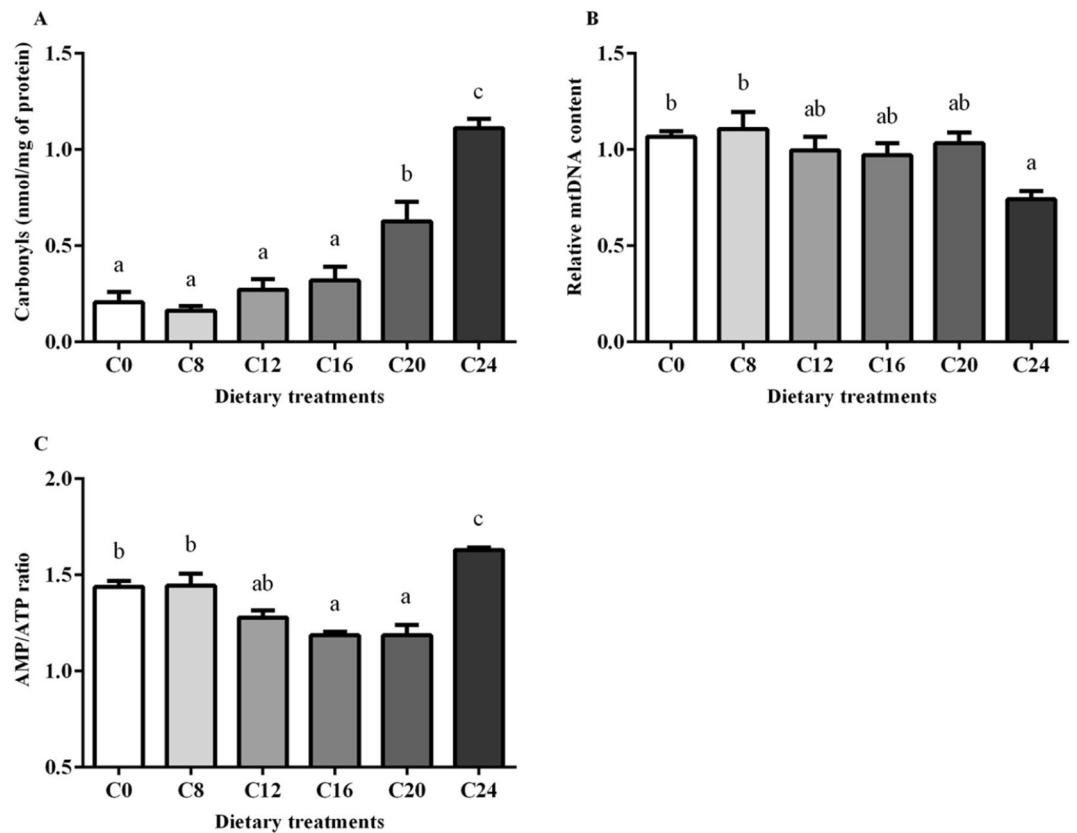 A
Carbonyls (nmol/mg of protein)
1.5
1.0
0.5
0.0
a
a
a
a
b
c
C0 C8 C12 C16 C20 C24
Dietary treatments
B
Relative mtDNA content
1.5
1.0
0.5
0.0
b
b
ab
ab
ab
a
C0 C8 C12 C16 C20 C24
Dietary treatments
C
AMP/ATP ratio
2.0
1.5
1.0
0.5
b
b
ab
a
a
c
C0 C8 C12 C16 C20 C24
Dietary treatments